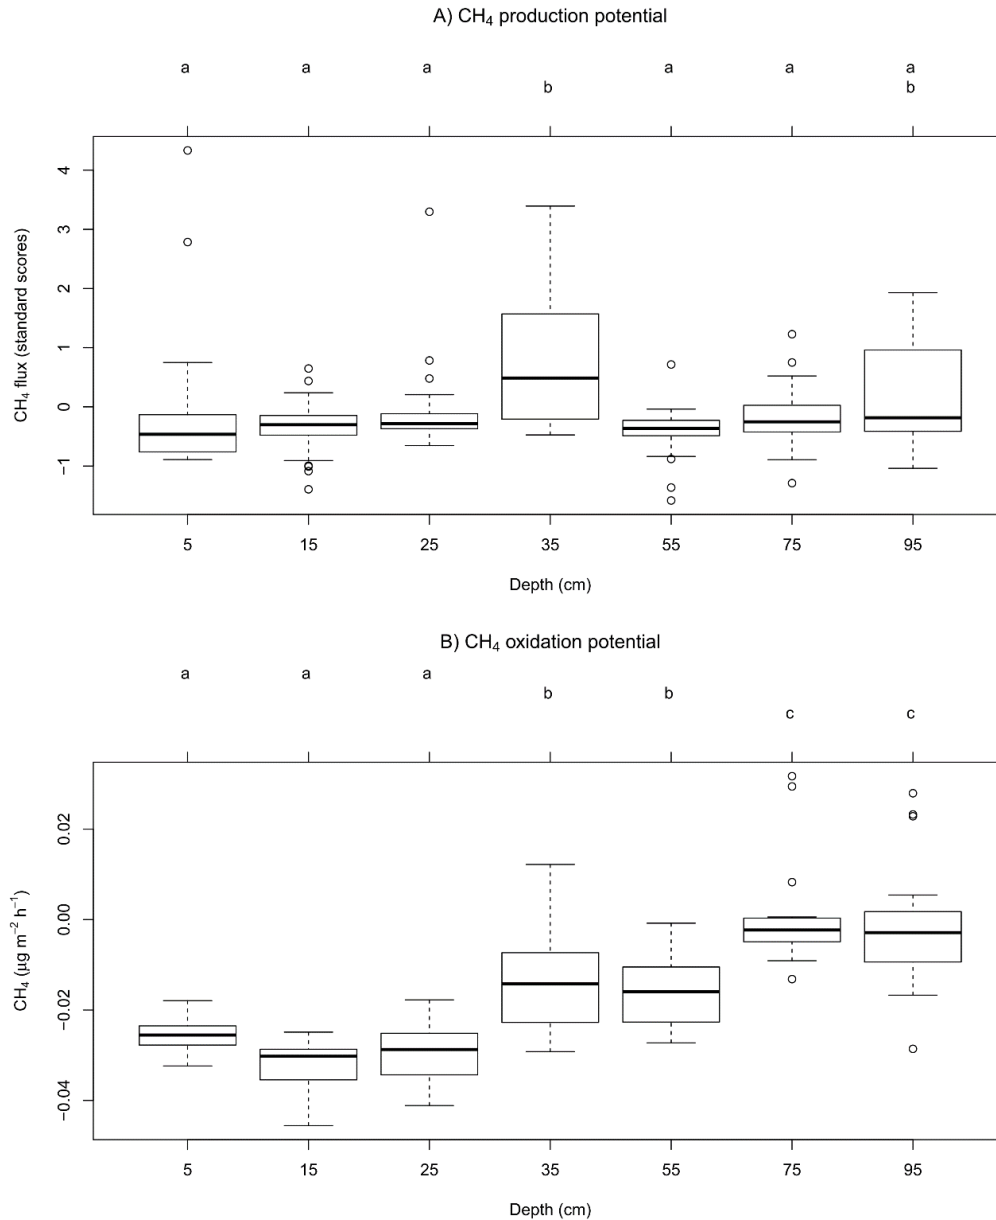 A) CH₄ production potential
a a a a a a
b b
CH₄ flux (standard scores)
4
3
2
1
0
−1
5 15 25 35 55 75 95
Depth (cm)
B) CH₄ oxidation potential
a a a
b b
c c
CH₄ (μg m⁻² h⁻¹)
0.02
0.00
−0.02
−0.04
5 15 25 35 55 75 95
Depth (cm)